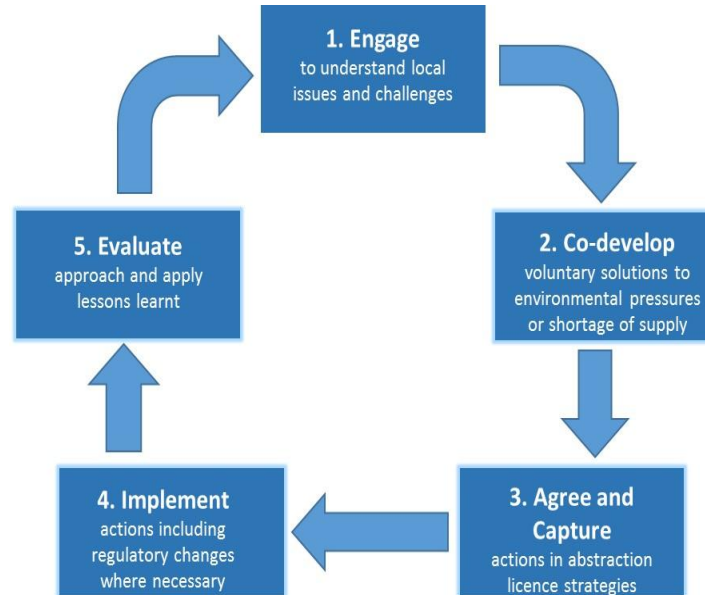 1. Engage
to understand local
issues and challenges
2. Co-develop
voluntary solutions to
environmental pressures
or shortage of supply
3. Agree and
Capture
actions in abstraction
licence strategies
4. Implement
actions including
regulatory changes
where necessary
5. Evaluate
approach and apply
lessons learnt